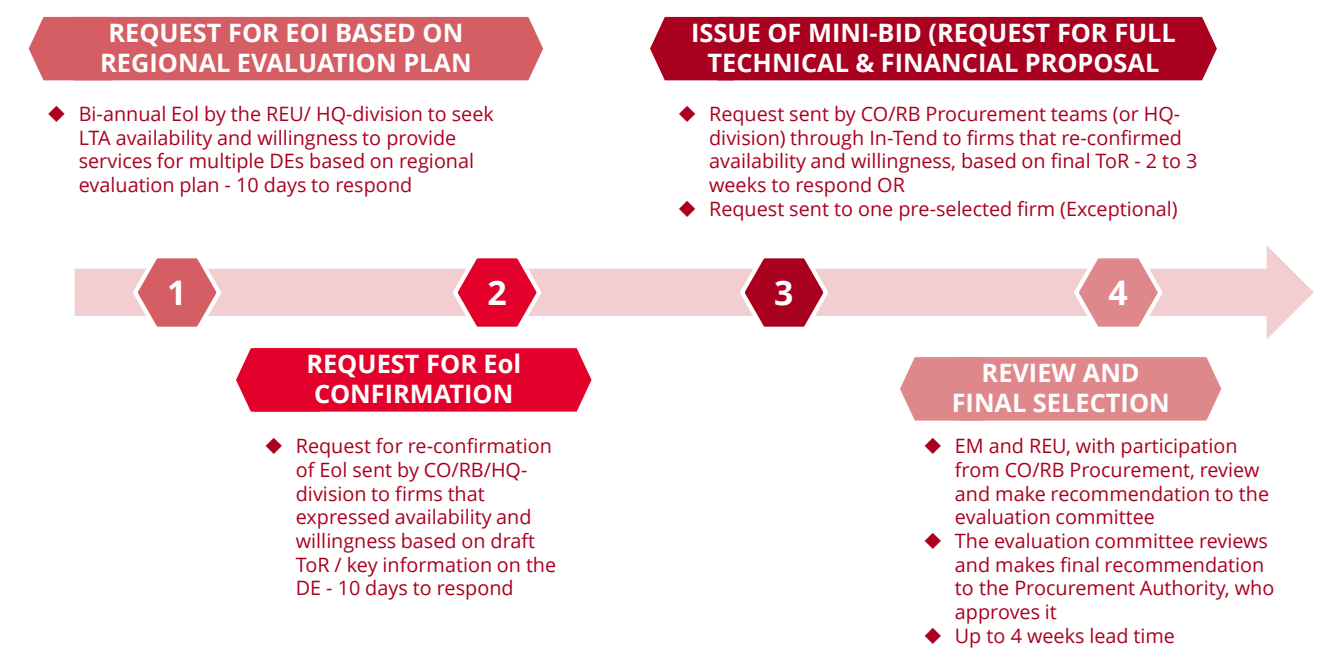 REQUEST FOR EOI BASED ON
REGIONAL EVALUATION PLAN
◆ Bi-annual EoI by the REU/ HQ-division to seek
LTA availability and willingness to provide
services for multiple DEs based on regional
evaluation plan - 10 days to respond
ISSUE OF MINI-BID (REQUEST FOR FULL
TECHNICAL & FINANCIAL PROPOSAL
◆ Request sent by CO/RB Procurement teams (or HQ-
division) through In-Tend to firms that re-confirmed
availability and willingness, based on final ToR - 2 to 3
weeks to respond OR
◆ Request sent to one pre-selected firm (Exceptional)
1
2
3
4
REQUEST FOR EoI
CONFIRMATION
◆ Request for re-confirmation
of EoI sent by CO/RB/HQ-
division to firms that
expressed availability and
willingness based on draft
ToR / key information on the
DE - 10 days to respond
REVIEW AND
FINAL SELECTION
◆ EM and REU, with participation
from CO/RB Procurement, review
and make recommendation to the
evaluation committee
◆ The evaluation committee reviews
and makes final recommendation
to the Procurement Authority, who
approves it
◆ Up to 4 weeks lead time